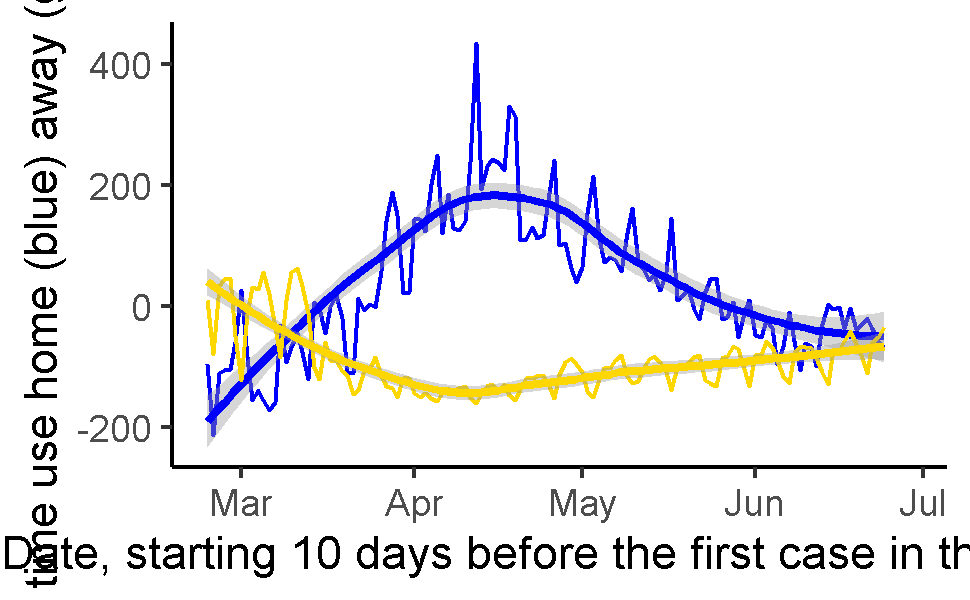 time use home (blue) away (
400
200
0
-200
Mar Apr May Jun Jul
Date, starting 10 days before the first case in th